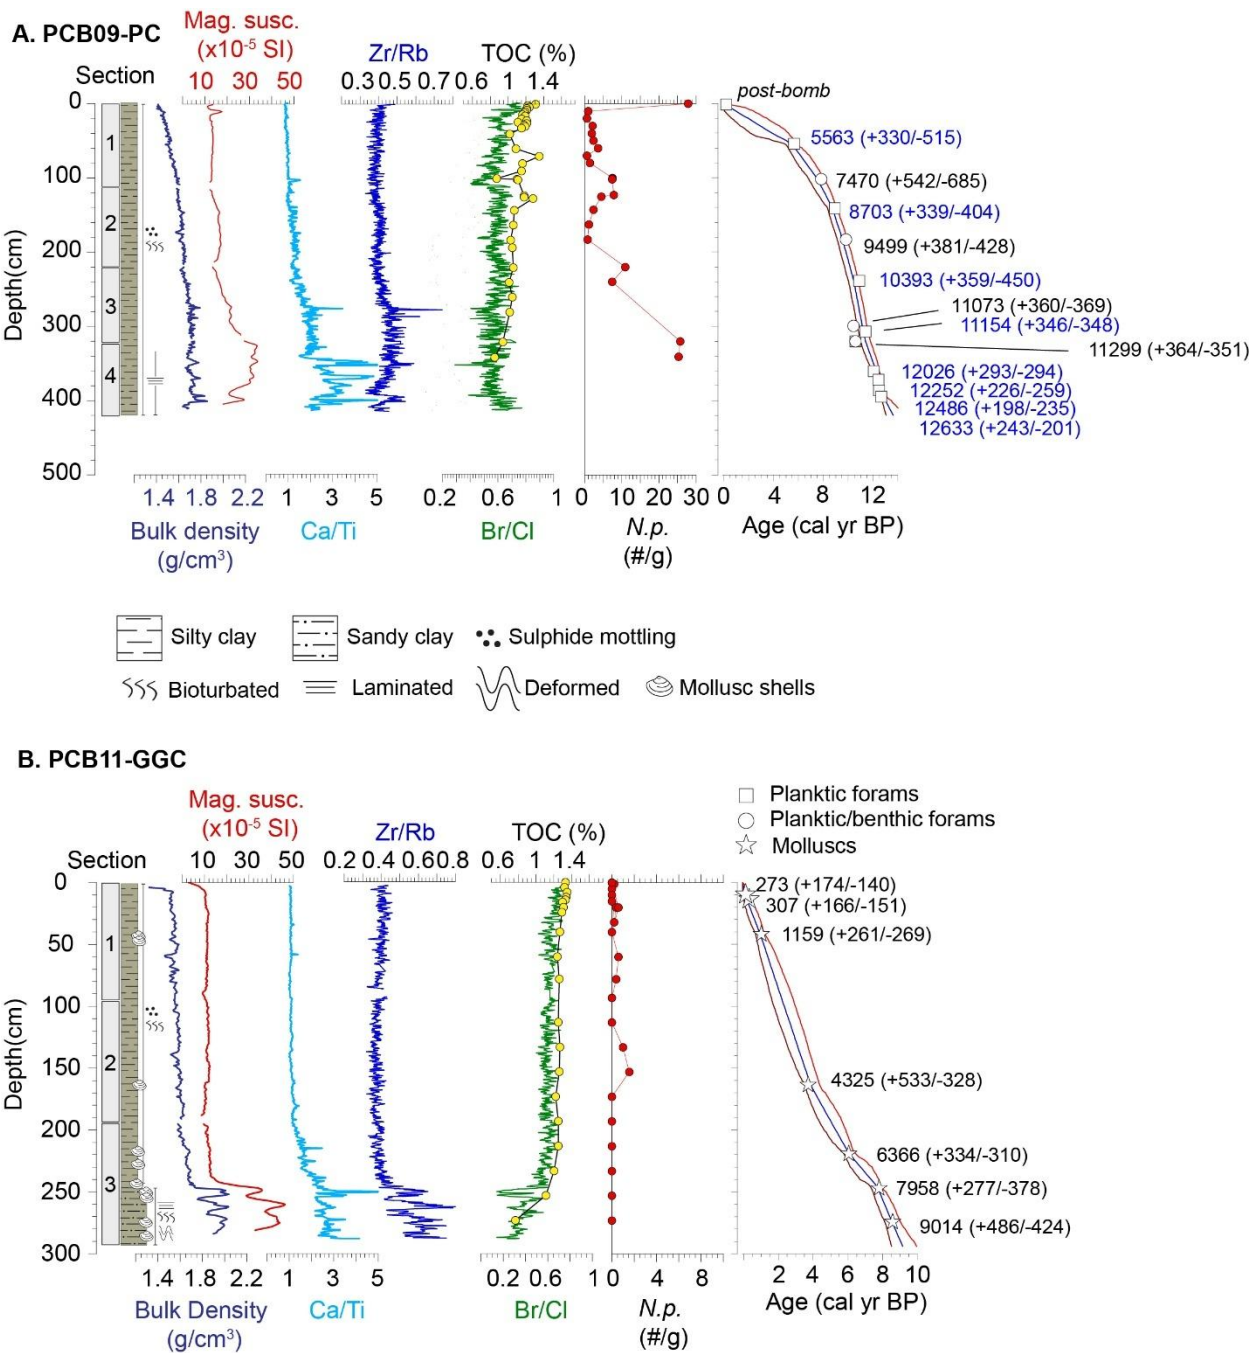 A. PCB09-PC
Mag. susc.
(x10-5 SI)
Zr/Rb
TOC (%)
Section
10 30 50
0.3 0.5 0.7
0.6 1 1.4
0
100
200
300
400
500
Depth(cm)
1
2
3
4
post-bomb
5563 (+330/-515)
7470 (+542/-685)
8703 (+339/-404)
9499 (+381/-428)
10393 (+359/-450)
11073 (+360/-369)
11154 (+346/-348)
11299 (+364/-351)
12026 (+293/-294)
12252 (+226/-259)
12486 (+198/-235)
12633 (+243/-201)
1.4 1.8 2.2
1 3 5
0.2 0.6 1
0 10 20 30
0 4 8 12
Bulk density
(g/cm3)
Ca/Ti
Br/Cl
N.p.
(#/g)
Age (cal yr BP)
Silty clay
Sandy clay
Sulphide mottling
Bioturbated
Laminated
Deformed
Mollusc shells
B. PCB11-GGC
Planktic forams
Planktic/benthic forams
Molluscs
Mag. susc.
(x10-5 SI)
Zr/Rb
TOC (%)
Section
10 30 50
0.2 0.4 0.6 0.8
0.6 1 1.4
0
50
100
150
200
250
300
Depth(cm)
1
2
3
273 (+174/-140)
307 (+166/-151)
1159 (+261/-269)
4325 (+533/-328)
6366 (+334/-310)
7958 (+277/-378)
9014 (+486/-424)
1.4 1.8 2.2
1 3 5
0.2 0.6 1
0 4 8
2 4 6 8 10
Bulk Density
(g/cm3)
Ca/Ti
Br/Cl
N.p.
(#/g)
Age (cal yr BP)